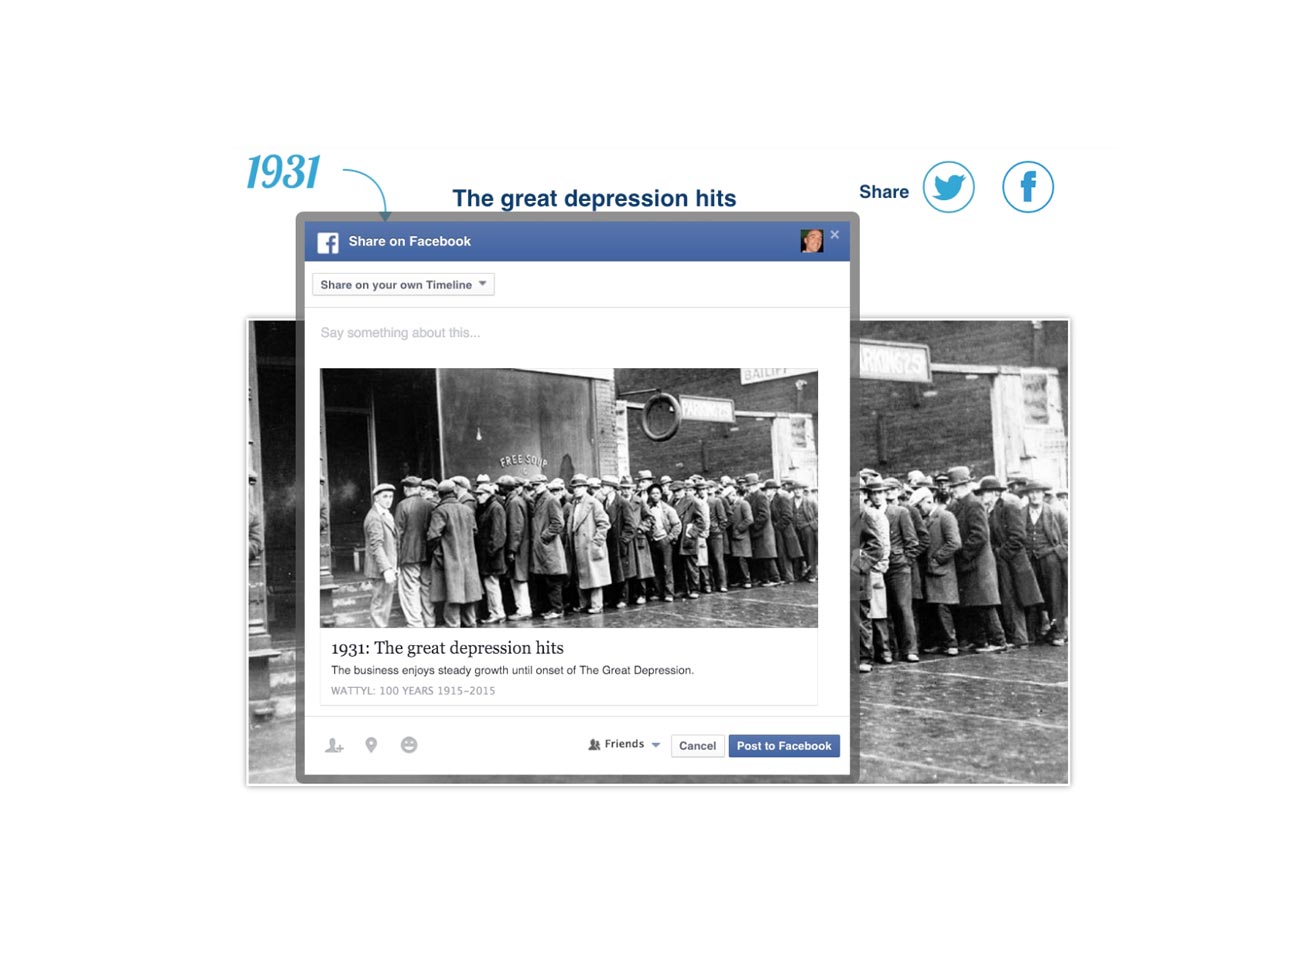 1931
The great depression hits
Share
Share on Facebook
Share on your own Timeline
Say something about this...
BAILIFF
PARKING 25
FREE SOUP
ARKING 25
1931: The great depression hits
The business enjoys steady growth until onset of The Great Depression.
WATTYL: 100 YEARS 1915–2015
Friends
Cancel
Post to Facebook